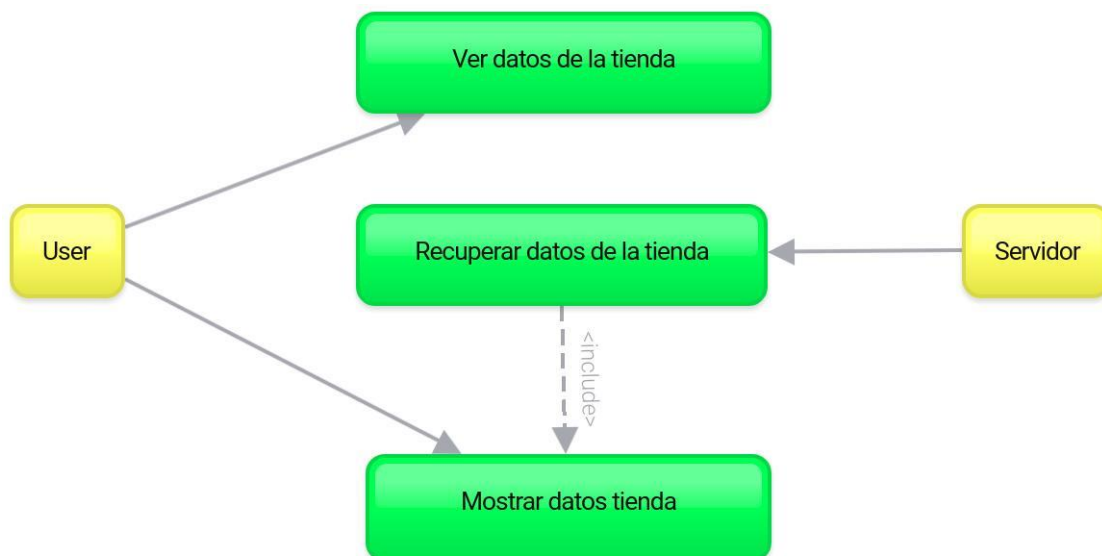 Ver datos de la tienda
User
Recuperar datos de la tienda
Servidor
<include>
Mostrar datos tienda